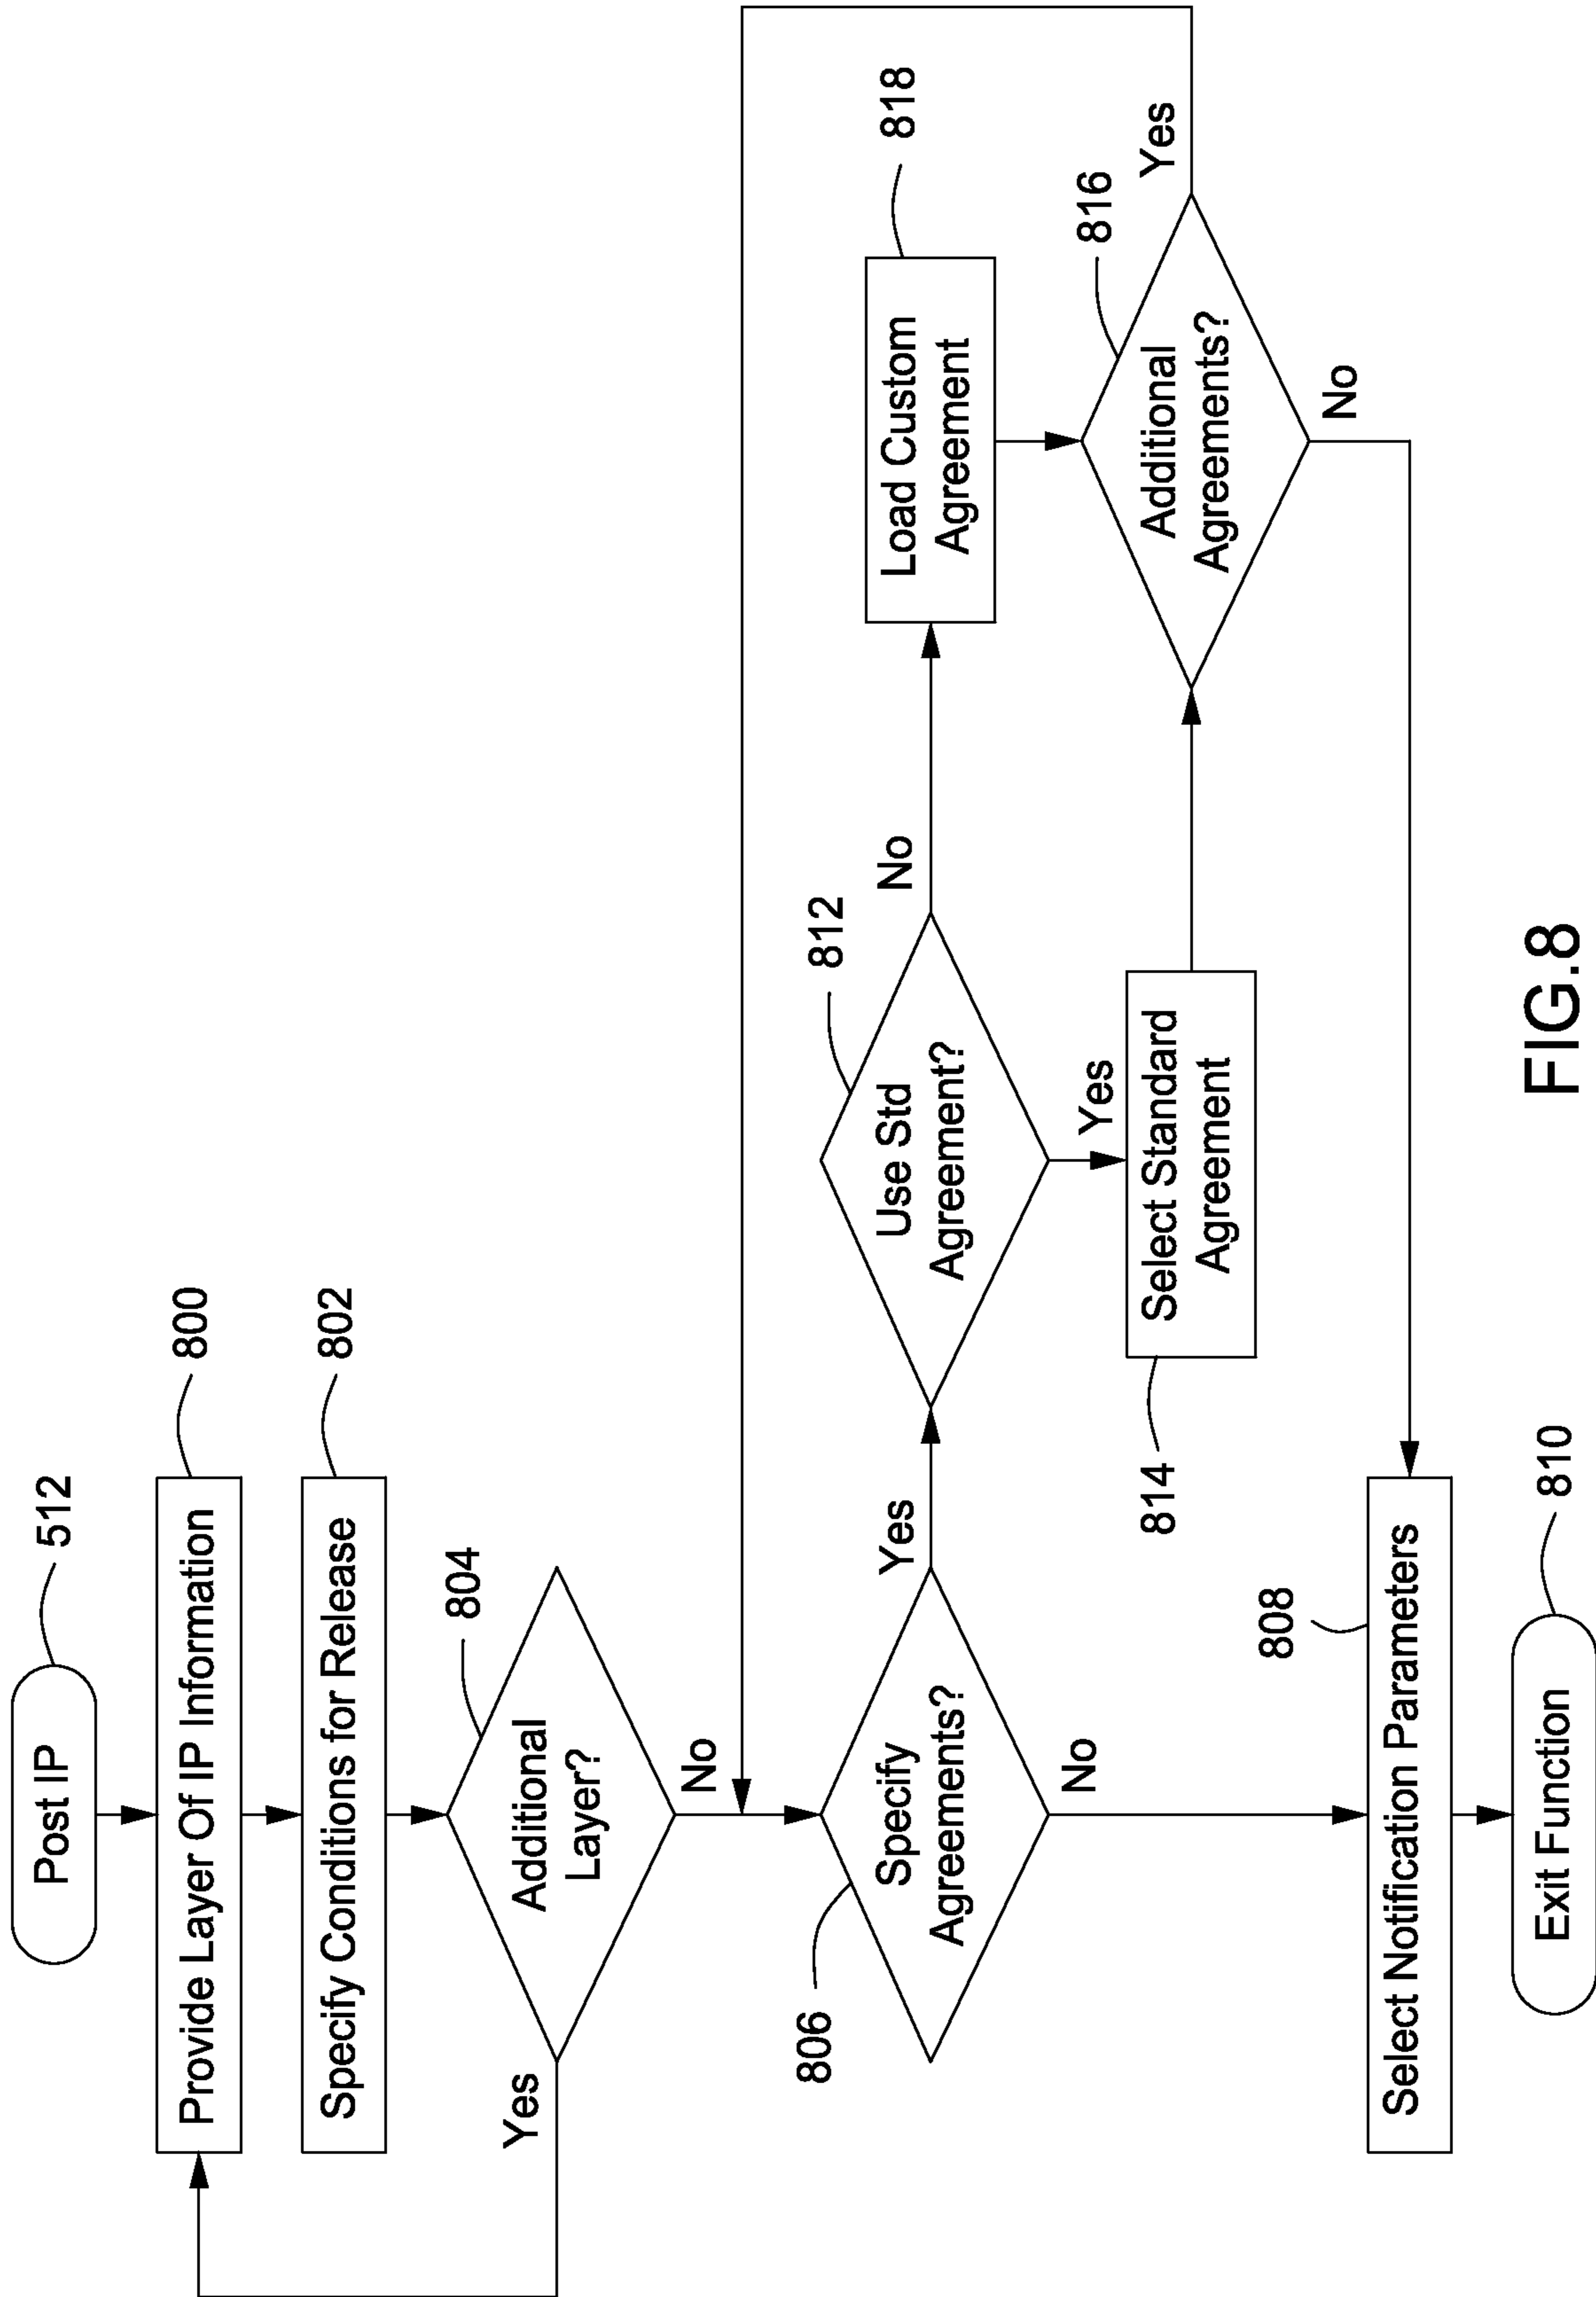 Post IP
512
Provide Layer Of IP Information
800
Specify Conditions for Release
802
Additional
Layer?
804
Yes
No
Specify
Agreements?
806
Yes
No
Use Std
Agreement?
812
No
Yes
Load Custom
Agreement
818
Select Standard
Agreement
814
Additional
Agreements?
816
Yes
No
Select Notification Parameters
808
Exit Function
810
FIG.8